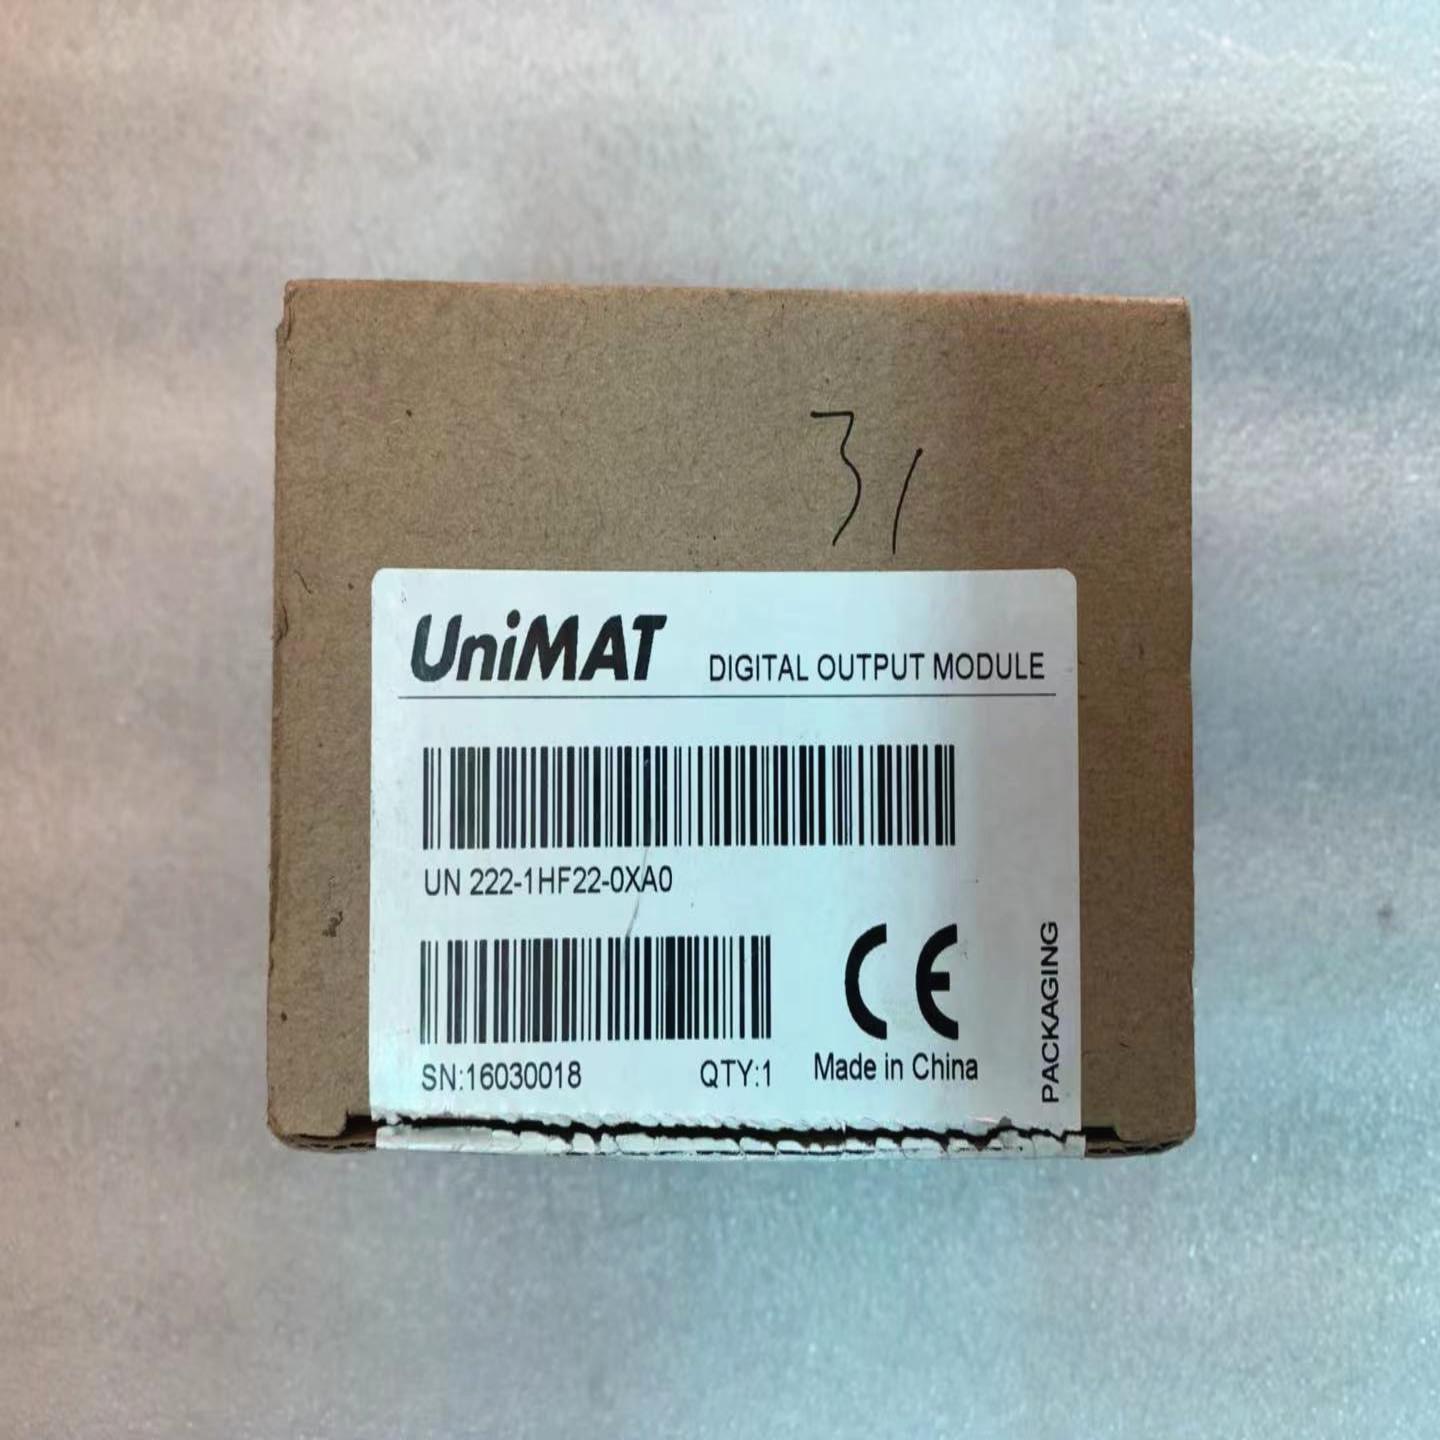 31
UniMAT DIGITAL OUTPUT MODULE
UN 222-1HF22-0XA0
CE
SN:16030018 QTY:1 Made in China
PACKAGING